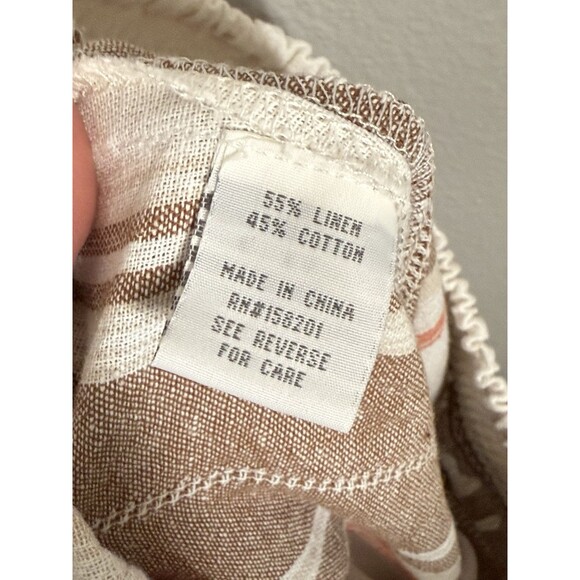 55% LINEN
45% COTTON
MADE IN CHINA
RN#158201
SEE REVERSE
FOR CARE